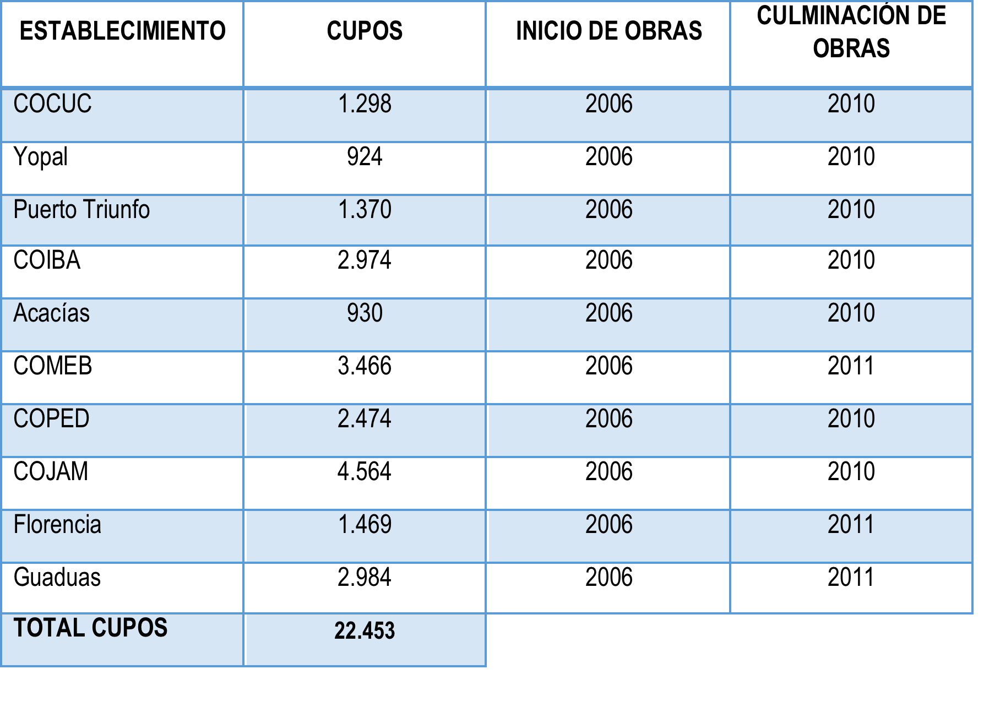 ESTABLECIMIENTO CUPOS INICIO DE OBRAS CULMINACIÓN DE
OBRAS
COCUC 1.298 2006 2010
Yopal 924 2006 2010
Puerto Triunfo 1.370 2006 2010
COIBA 2.974 2006 2010
Acacías 930 2006 2010
COMEB 3.466 2006 2011
COPED 2.474 2006 2010
COJAM 4.564 2006 2010
Florencia 1.469 2006 2011
Guaduas 2.984 2006 2011
TOTAL CUPOS 22.453